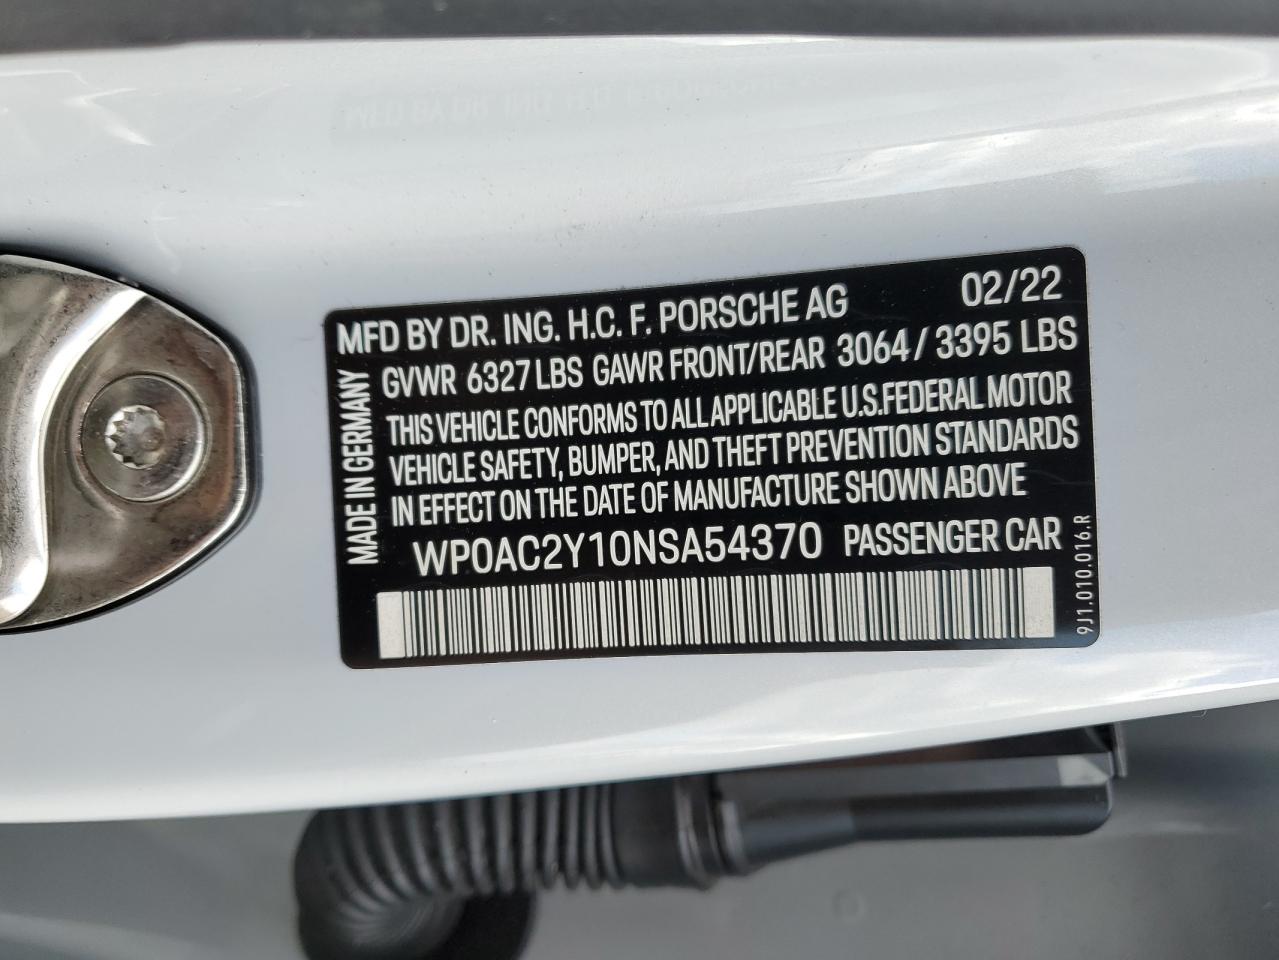 MFD BY DR. ING. H.C. F. PORSCHE AG 02/22
GVWR 6327 LBS GAWR FRONT/REAR 3064 / 3395 LBS
THIS VEHICLE CONFORMS TO ALL APPLICABLE U.S.FEDERAL MOTOR
VEHICLE SAFETY, BUMPER, AND THEFT PREVENTION STANDARDS
IN EFFECT ON THE DATE OF MANUFACTURE SHOWN ABOVE
WP0AC2Y10NSA54370 PASSENGER CAR
MADE IN GERMANY
9J1.010.016.R